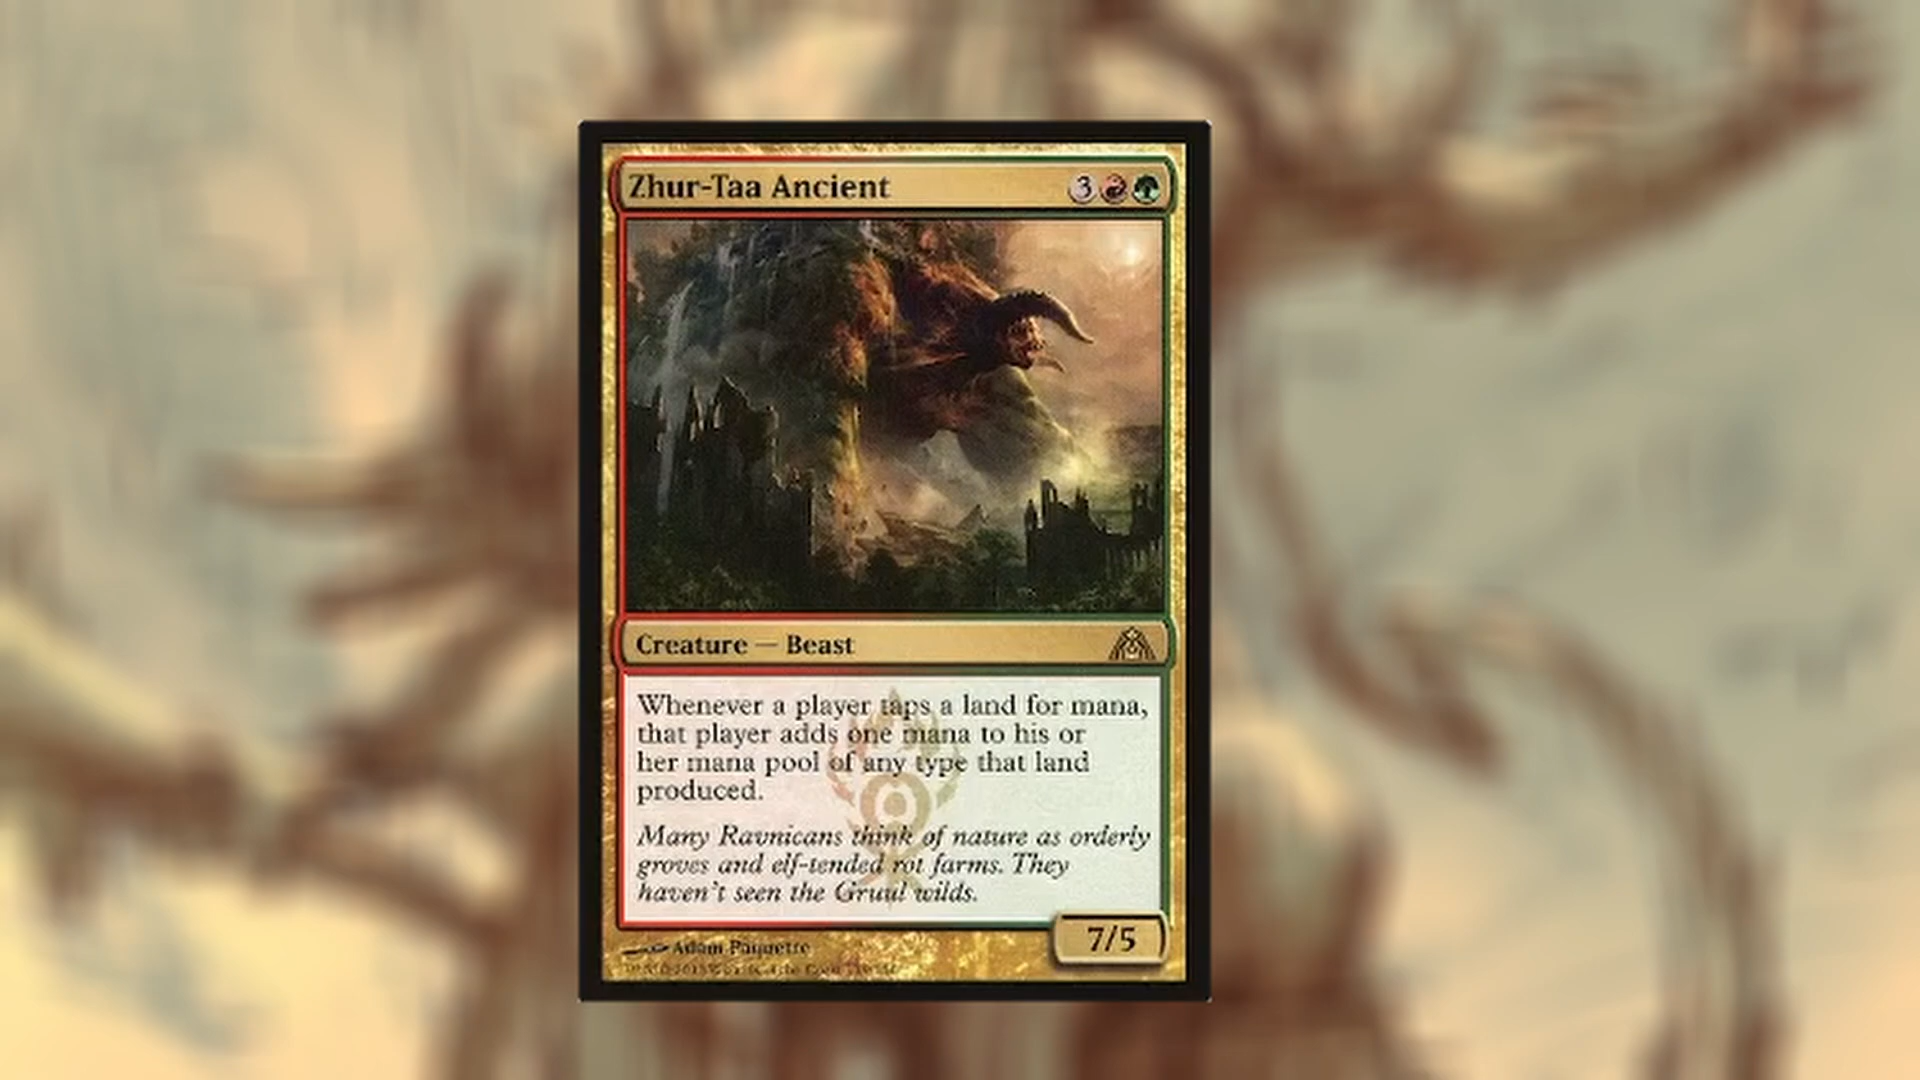 Zhur-Taa Ancient 3
Creature — Beast
Whenever a player taps a land for mana,
that player adds one mana to his or
her mana pool of any type that land
produced.
Many Ravnicans think of nature as orderly
groves and elf-tended rot farms. They
haven't seen the Gruul wilds.
7/5
Adam Paquette